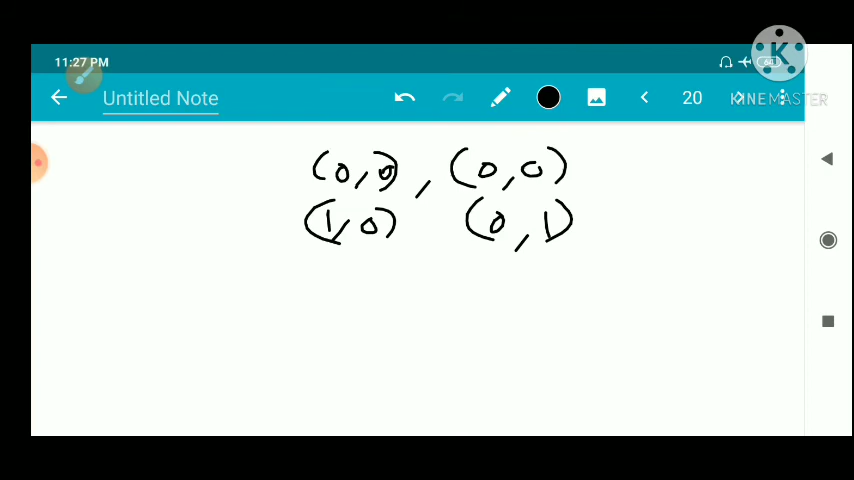 11:27 PM
Untitled Note
20
KINEMASTER
(0,0), (0,0)
(1,0) (0,1)